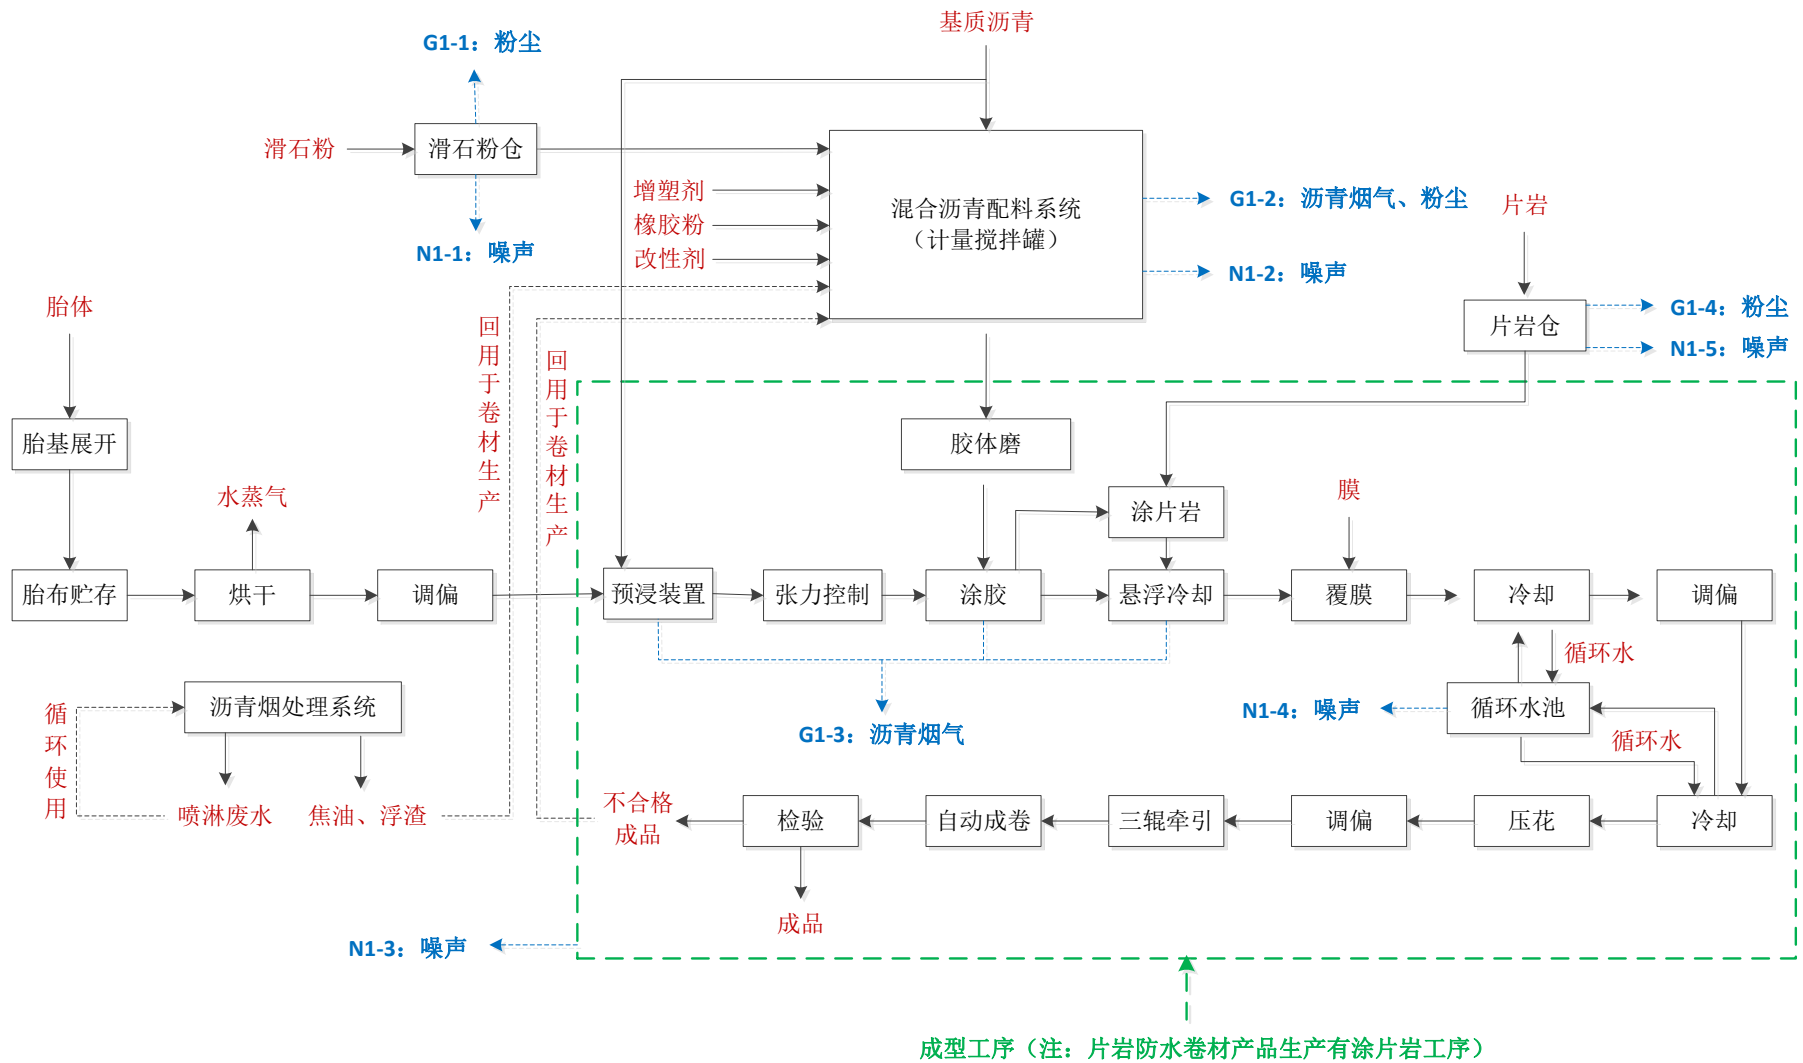 基质沥青
G1-1：粉尘
滑石粉
滑石粉仓
N1-1：噪声
增塑剂
橡胶粉
改性剂
混合沥青配料系统
（计量搅拌罐）
G1-2：沥青烟气、粉尘
N1-2：噪声
片岩
片岩仓
G1-4：粉尘
N1-5：噪声
胎体
胎基展开
胎布贮存
水蒸气
烘干
调偏
回用于卷材生产
回用于卷材生产
胶体磨
涂片岩
膜
预浸装置
张力控制
涂胶
悬浮冷却
覆膜
冷却
调偏
循环水
循环水池
N1-4：噪声
循环水
G1-3：沥青烟气
沥青烟处理系统
循环使用
喷淋废水
焦油、浮渣
不合格
成品
检验
自动成卷
三辊牵引
调偏
压花
冷却
成品
N1-3：噪声
成型工序（注：片岩防水卷材产品生产有涂片岩工序）